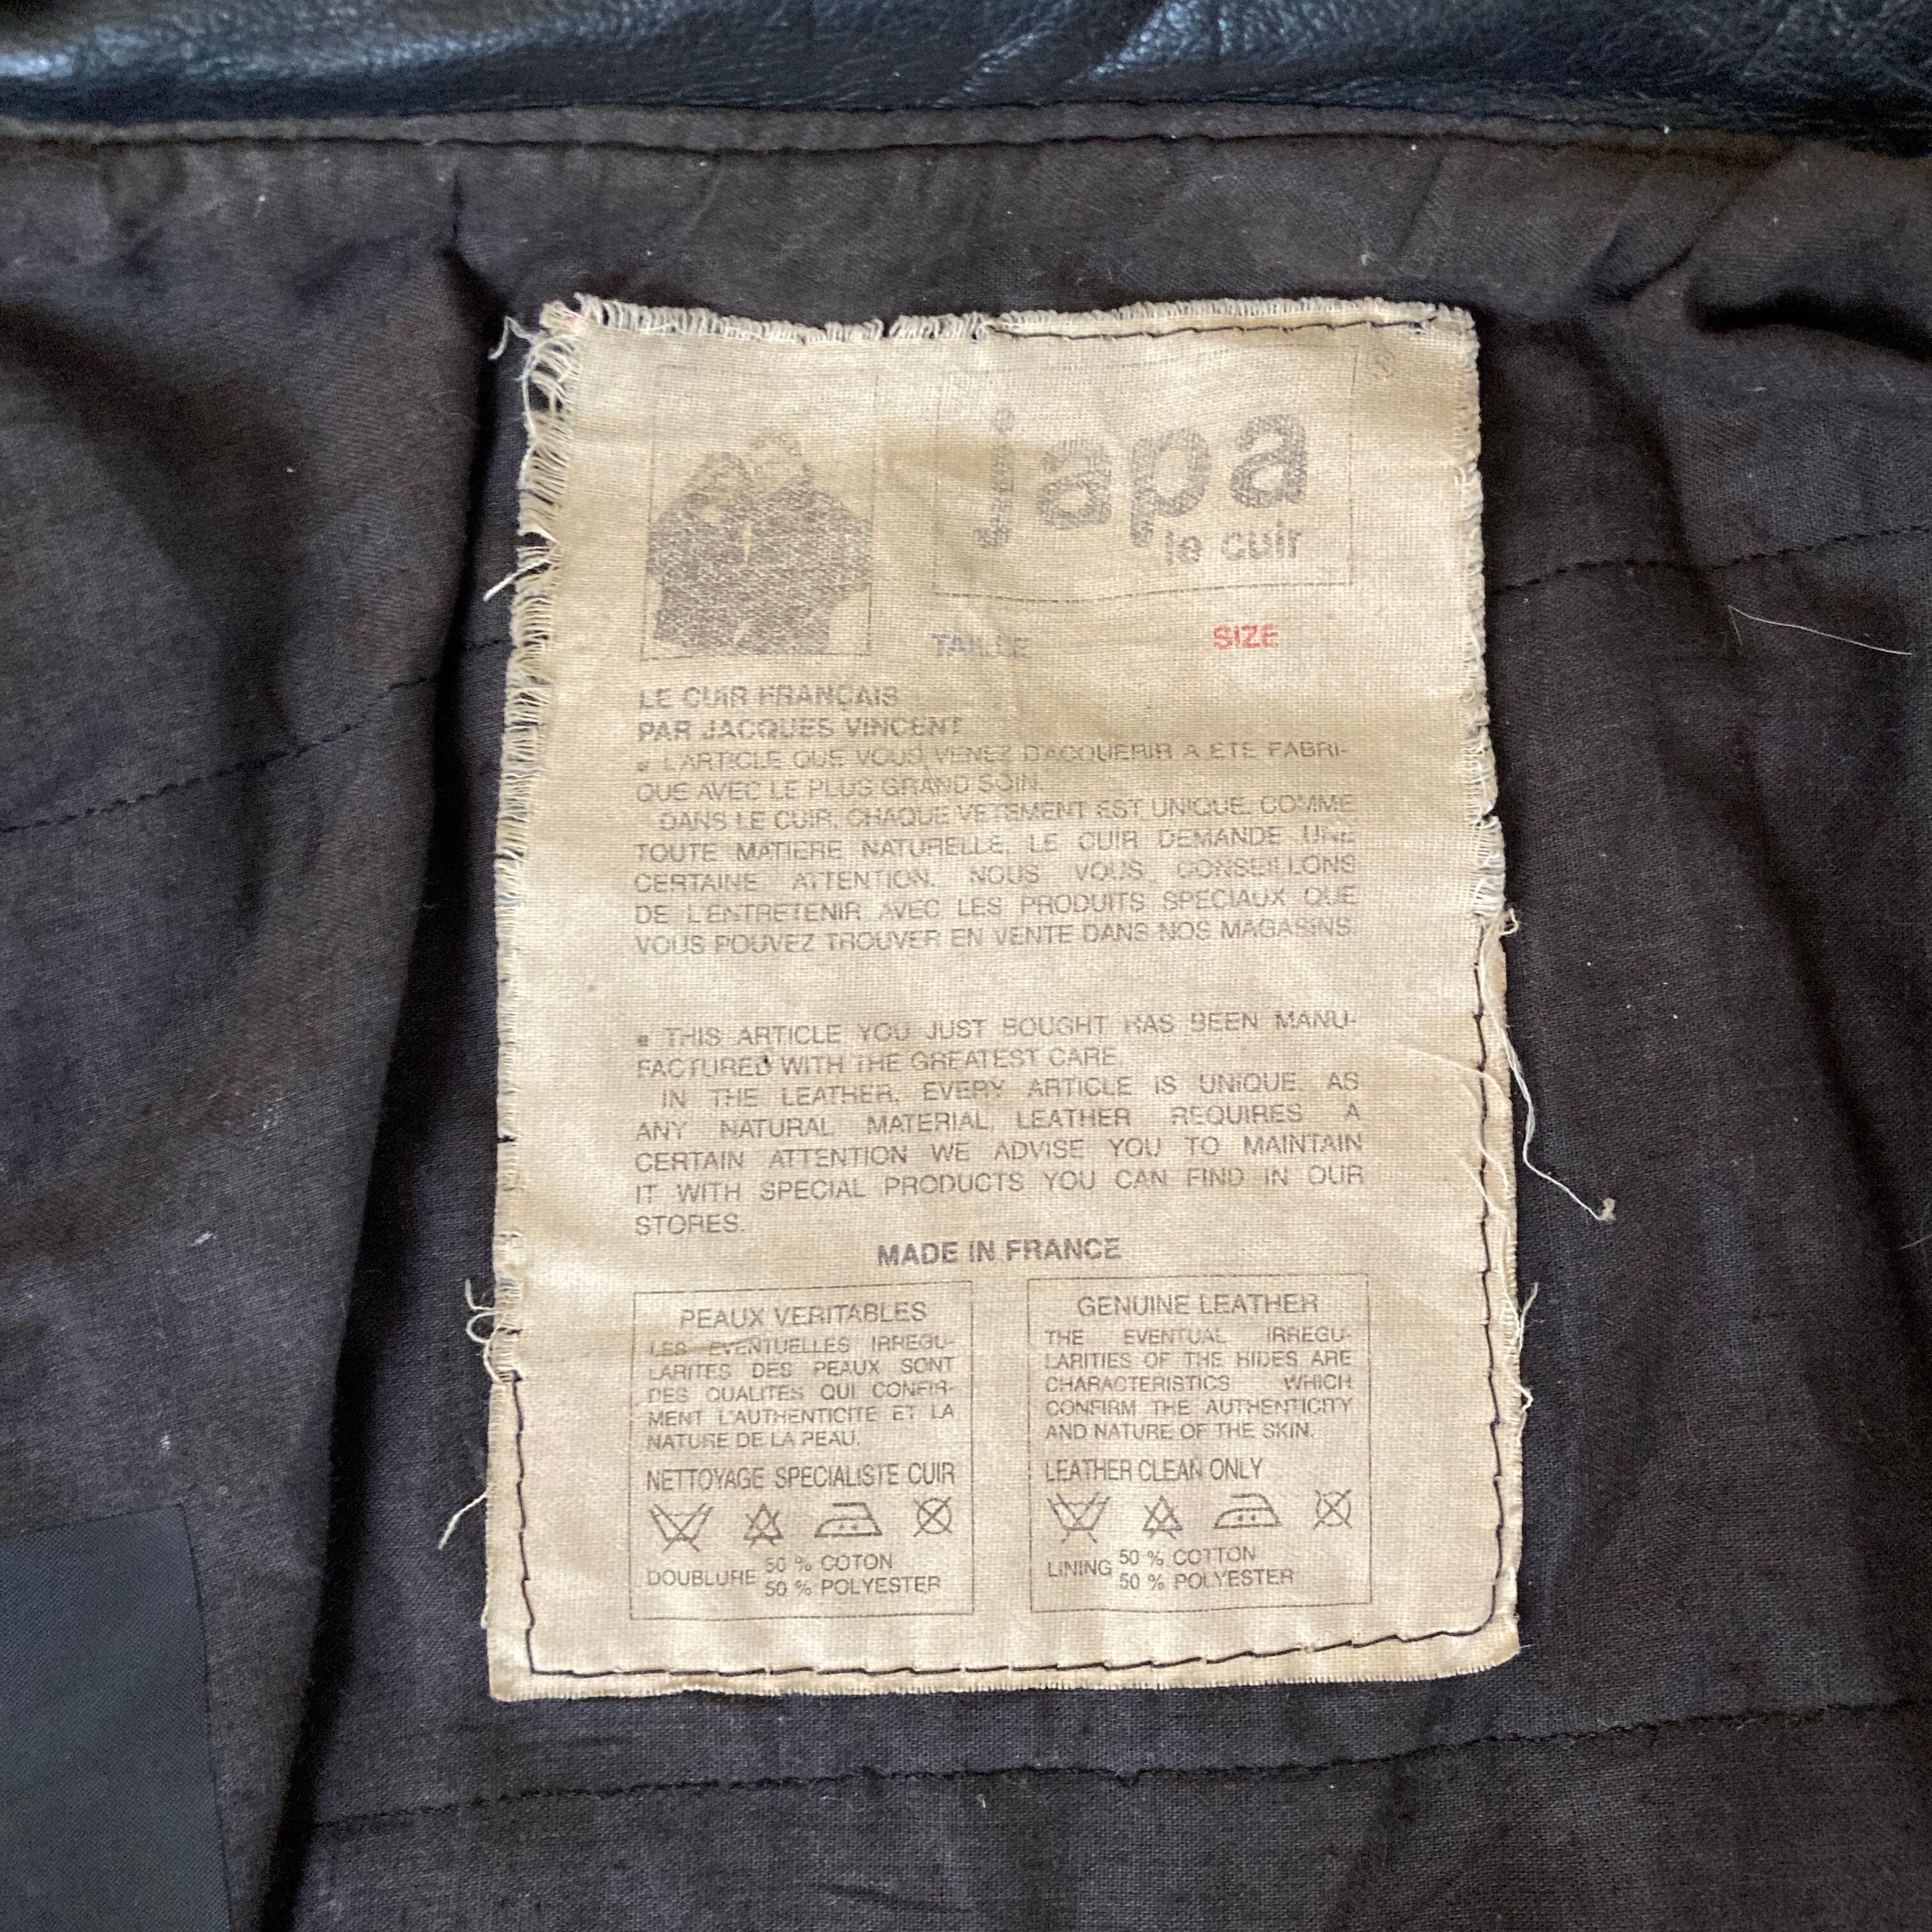 japa
le cuir
TAILLE SIZE
LE CUIR FRANCAIS
PAR JACQUES VINCENT
L'ARTICLE QUE VOUS VENEZ D'ACQUERIR A ETE FABRI-
QUE AVEC LE PLUS GRAND SOIN.
DANS LE CUIR, CHAQUE VETEMENT EST UNIQUE. COMME
TOUTE MATIERE NATURELLE, LE CUIR DEMANDE UNE
CERTAINE ATTENTION. NOUS VOUS CONSEILLONS
DE L'ENTRETENIR AVEC LES PRODUITS SPECIAUX QUE
VOUS POUVEZ TROUVER EN VENTE DANS NOS MAGASINS.
THIS ARTICLE YOU JUST BOUGHT HAS BEEN MANU-
FACTURED WITH THE GREATEST CARE.
IN THE LEATHER, EVERY ARTICLE IS UNIQUE. AS
ANY NATURAL MATERIAL, LEATHER REQUIRES A
CERTAIN ATTENTION WE ADVISE YOU TO MAINTAIN
IT WITH SPECIAL PRODUCTS YOU CAN FIND IN OUR
STORES.
MADE IN FRANCE
PEAUX VERITABLES
LES EVENTUELLES IRREGU-
LARITES DES PEAUX SONT
DES QUALITES QUI CONFIR-
MENT L'AUTHENTICITE ET LA
NATURE DE LA PEAU.
NETTOYAGE SPECIALISTE CUIR
DOUBLURE 50 % COTON
50 % POLYESTER
GENUINE LEATHER
THE EVENTUAL IRREGU-
LARITIES OF THE HIDES ARE
CHARACTERISTICS WHICH
CONFIRM THE AUTHENTICITY
AND NATURE OF THE SKIN.
LEATHER CLEAN ONLY
LINING 50 % COTTON
50 % POLYESTER